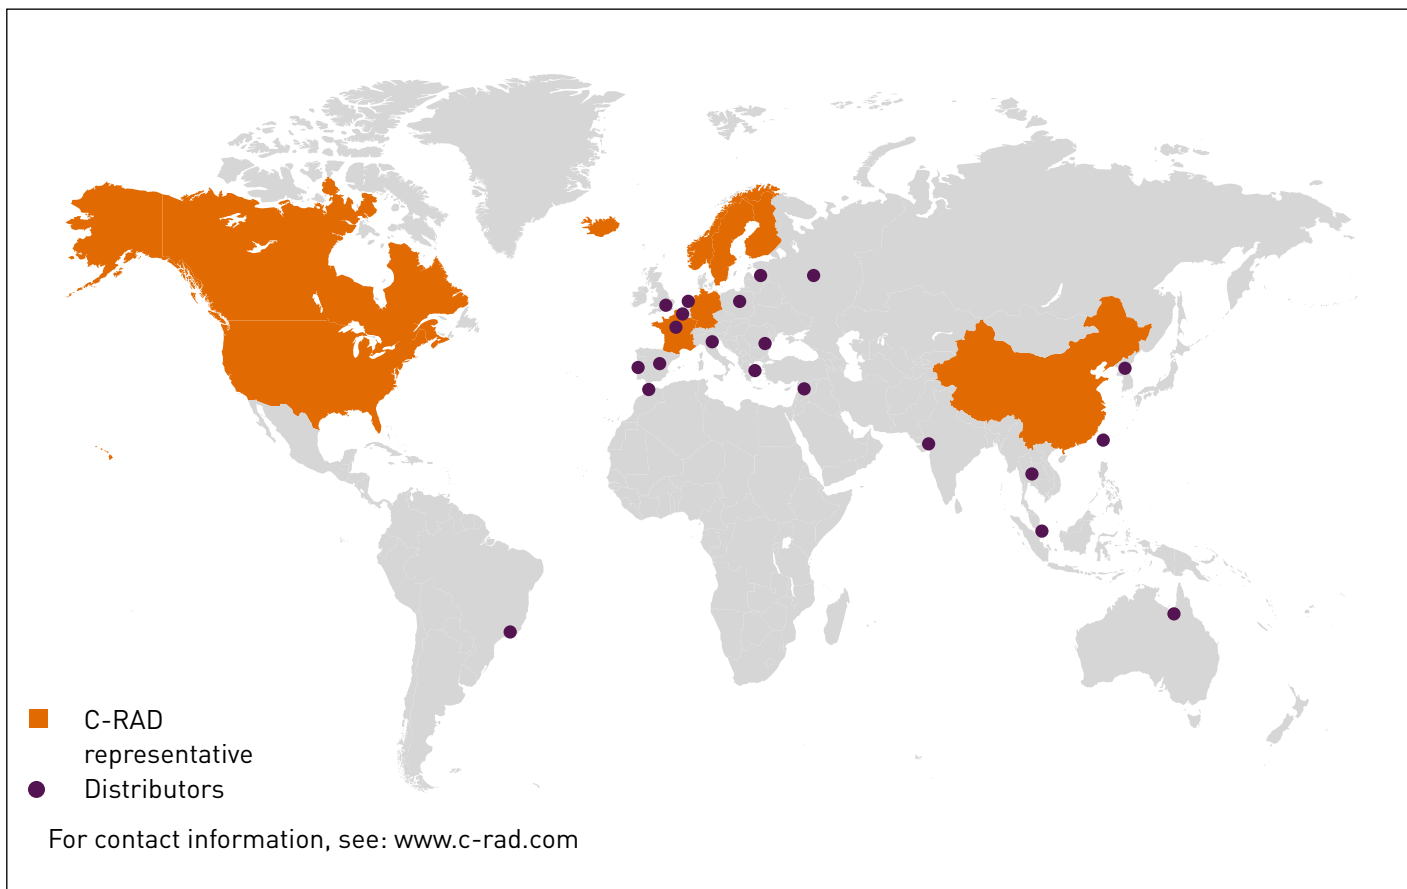 C-RAD
representative
Distributors
For contact information, see: www.c-rad.com